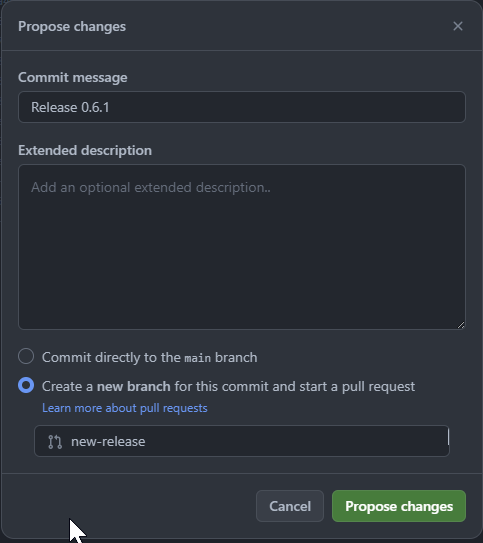 Propose changes
Commit message
Release 0.6.1
Extended description
Add an optional extended description..
Commit directly to the main branch
Create a new branch for this commit and start a pull request
Learn more about pull requests
new-release
Cancel
Propose changes